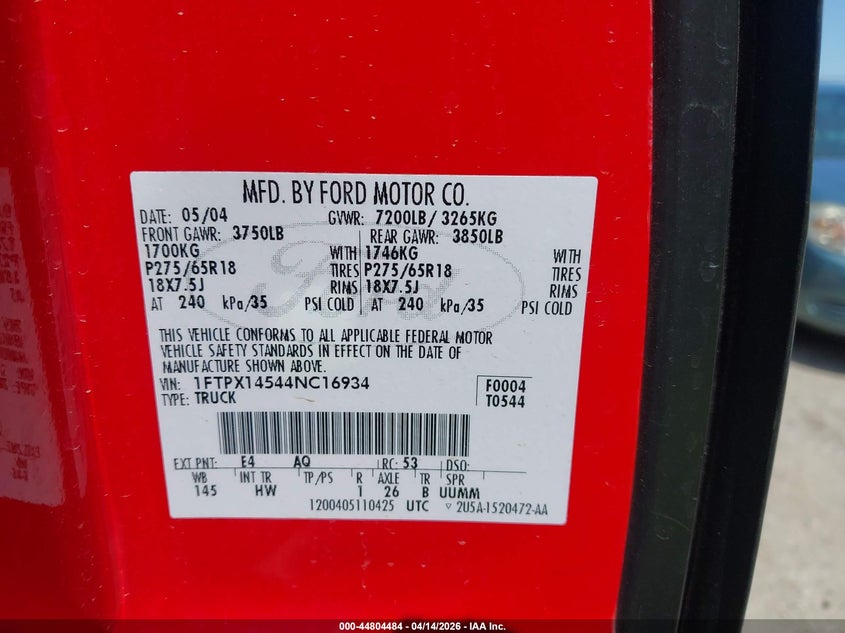 MFD. BY FORD MOTOR CO.
DATE: 05/04 GVWR: 7200LB/ 3265KG
FRONT GAWR: 3750LB REAR GAWR: 3850LB
1700KG WITH 1746KG WITH
P275/65R18 TIRES P275/65R18 TIRES
18X7.5J RIMS 18X7.5J RIMS
AT 240 kPa/35 PSI COLD AT 240 kPa/35 PSI COLD
Ford
THIS VEHICLE CONFORMS TO ALL APPLICABLE FEDERAL MOTOR
VEHICLE SAFETY STANDARDS IN EFFECT ON THE DATE OF
MANUFACTURE SHOWN ABOVE.
VIN: 1FTPX14544NC16934 F0004
TYPE: TRUCK T0544
EXT PNT: E4 AQ RC: 53 DSO:
WB INT TR TP/PS R AXLE TR SPR
145 HW 1 26 B UUMM
1200405110425 UTC ▽ 2U5A-1520472-AA
000-44804484 - 04/14/2026 - IAA Inc.